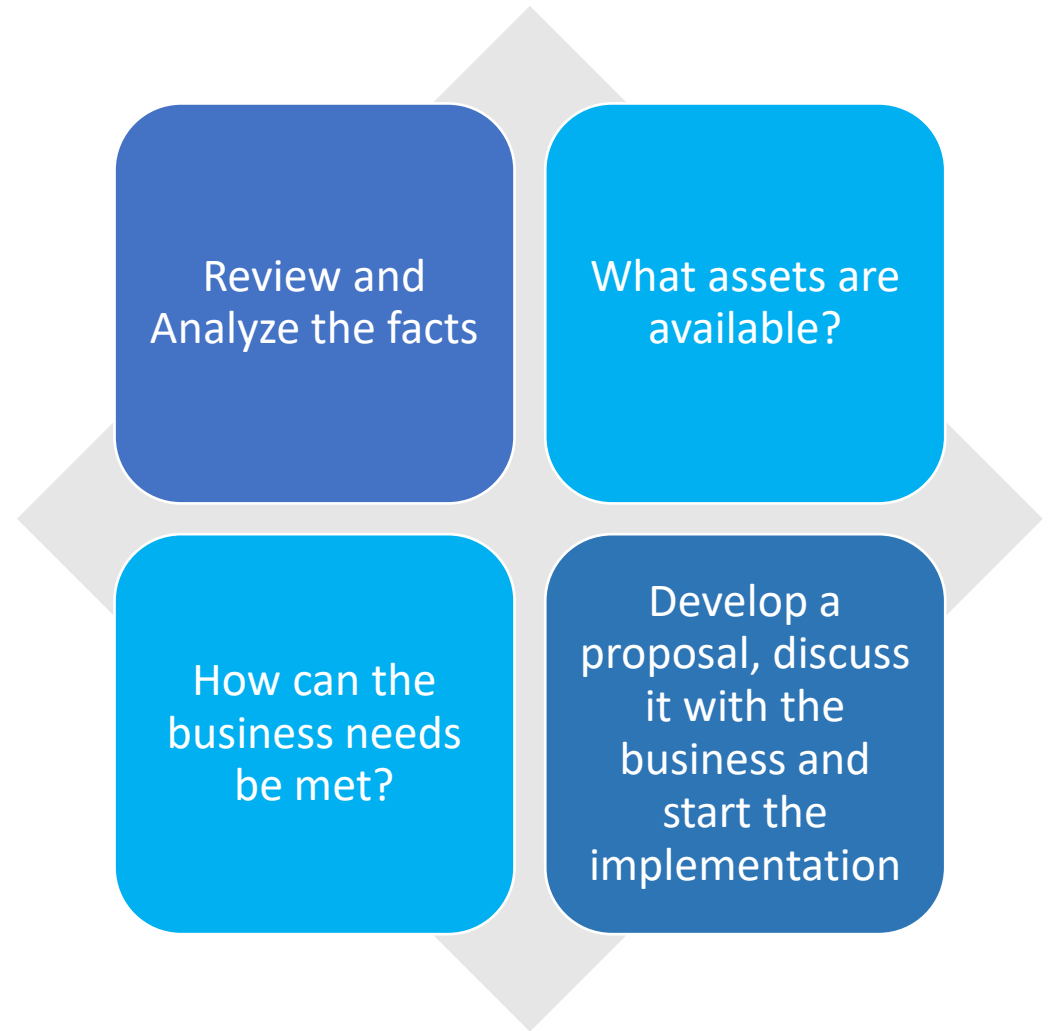 Review and
Analyze the facts
What assets are
available?
How can the
business needs
be met?
Develop a
proposal, discuss
it with the
business and
start the
implementation